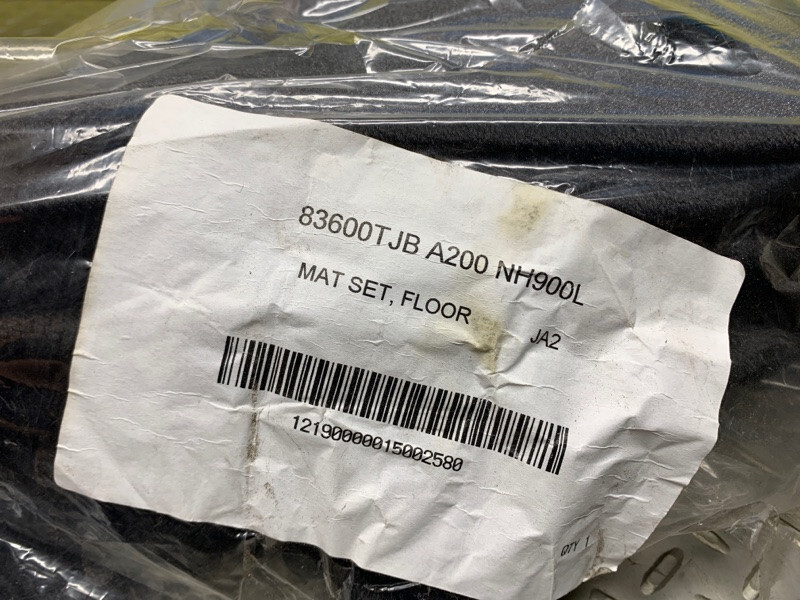 83600TJB A200 NH900L
MAT SET, FLOOR
JA2
12190000015002580
QTY 1